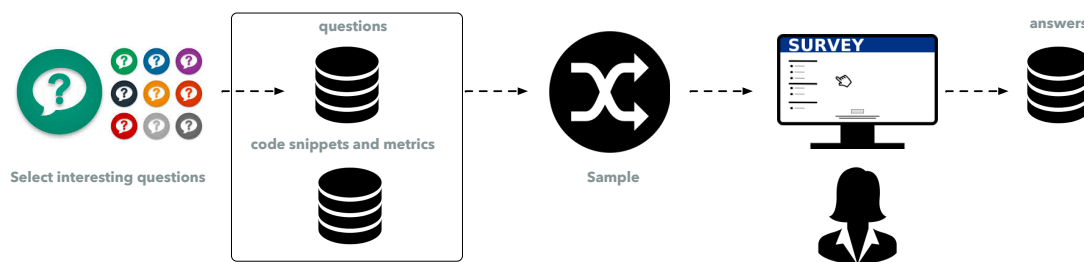 questions
answers
SURVEY
code snippets and metrics
Select interesting questions
Sample